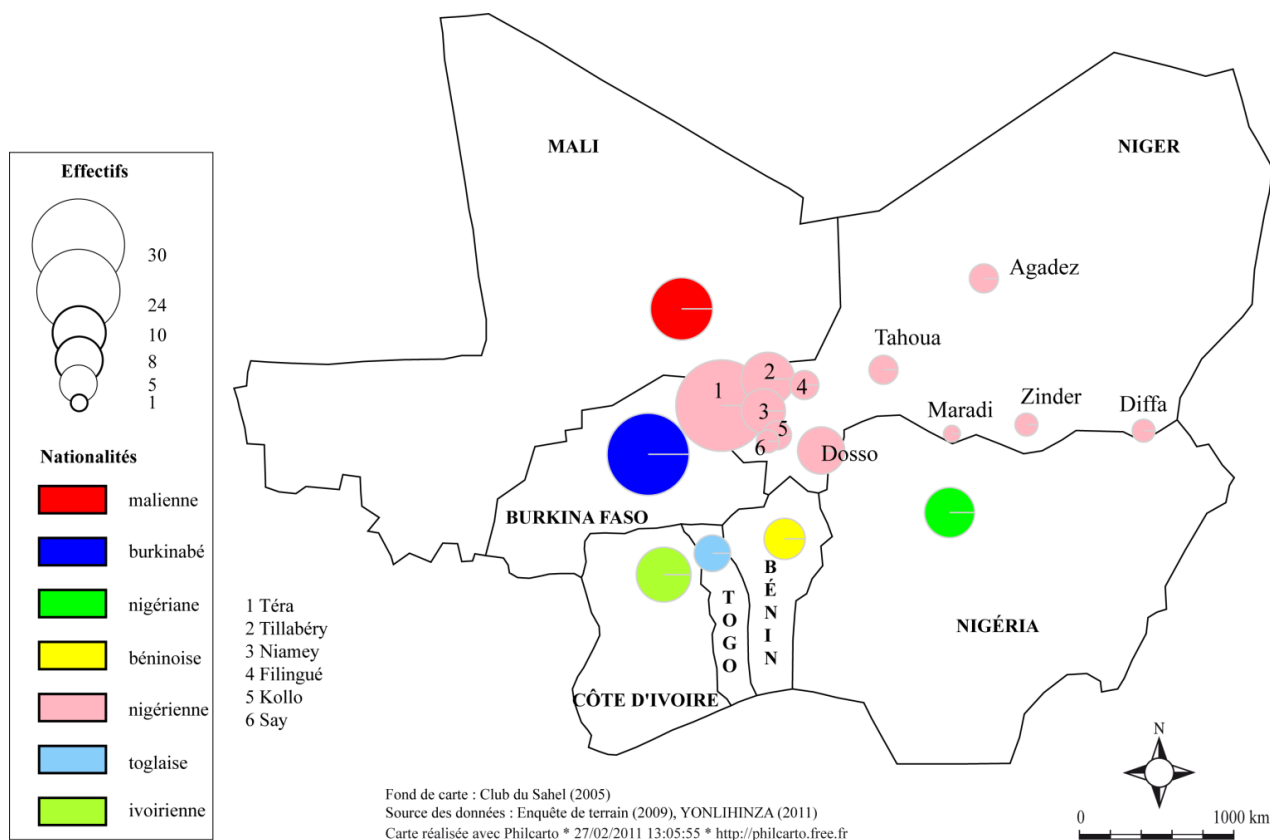 Effectifs
30
24
10
8
5
1
Nationalités
malienne
burkinabé
nigériane
béninoise
nigérienne
toglaise
ivoirienne
MALI
NIGER
Agadez
Tahoua
Maradi
Zinder
Diffa
1
2
3
4
5
6
Dosso
BURKINA FASO
BÉNIN
TOGO
NIGÉRIA
CÔTE D'IVOIRE
1 Téra
2 Tillabéry
3 Niamey
4 Filingué
5 Kollo
6 Say
Fond de carte : Club du Sahel (2005)
Source des données : Enquête de terrain (2009), YONLIHINZA (2011)
Carte réalisée avec Philcarto * 27/02/2011 13:05:55 * http://philcarto.free.fr
N
0 1000 km